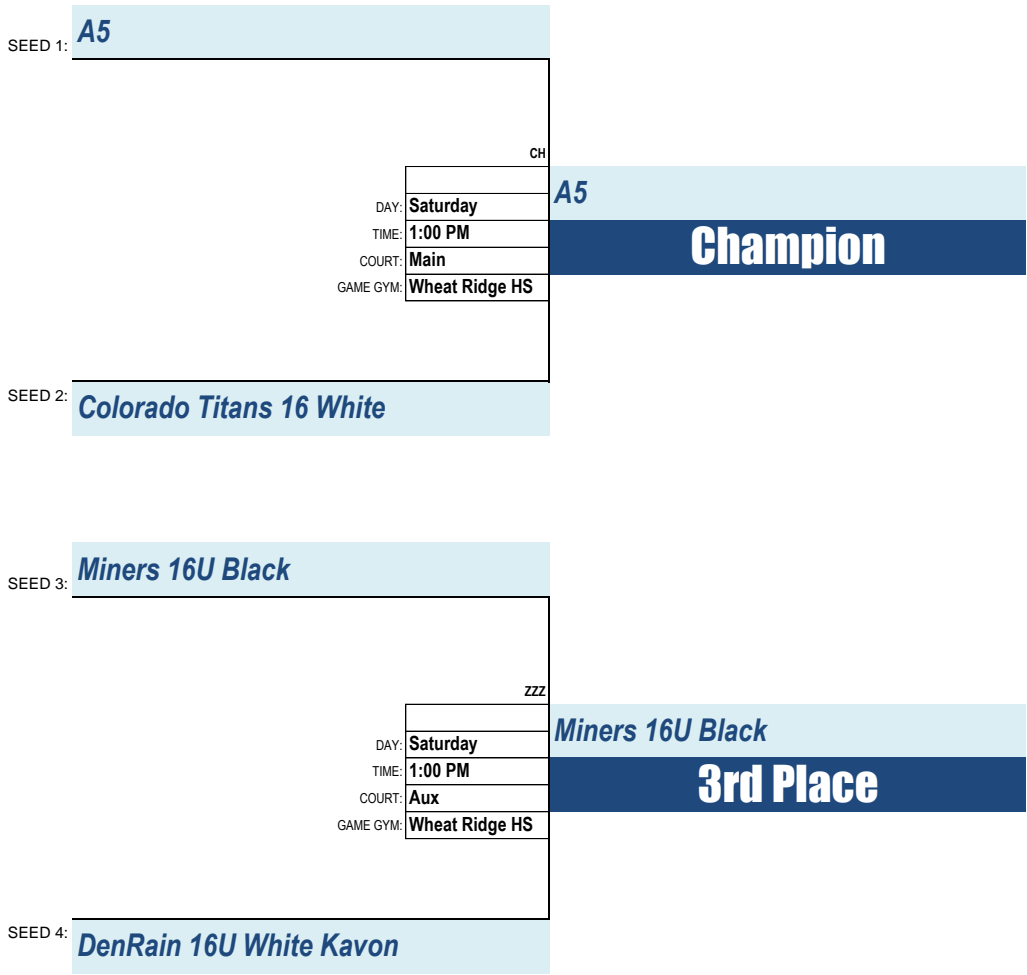 SEED 1: A5
CH
DAY: Saturday
A5
TIME: 1:00 PM
Champion
COURT: Main
GAME GYM: Wheat Ridge HS
SEED 2: Colorado Titans 16 White
SEED 3: Miners 16U Black
ZZZ
DAY: Saturday
Miners 16U Black
TIME: 1:00 PM
3rd Place
COURT: Aux
GAME GYM: Wheat Ridge HS
SEED 4: DenRain 16U White Kavon